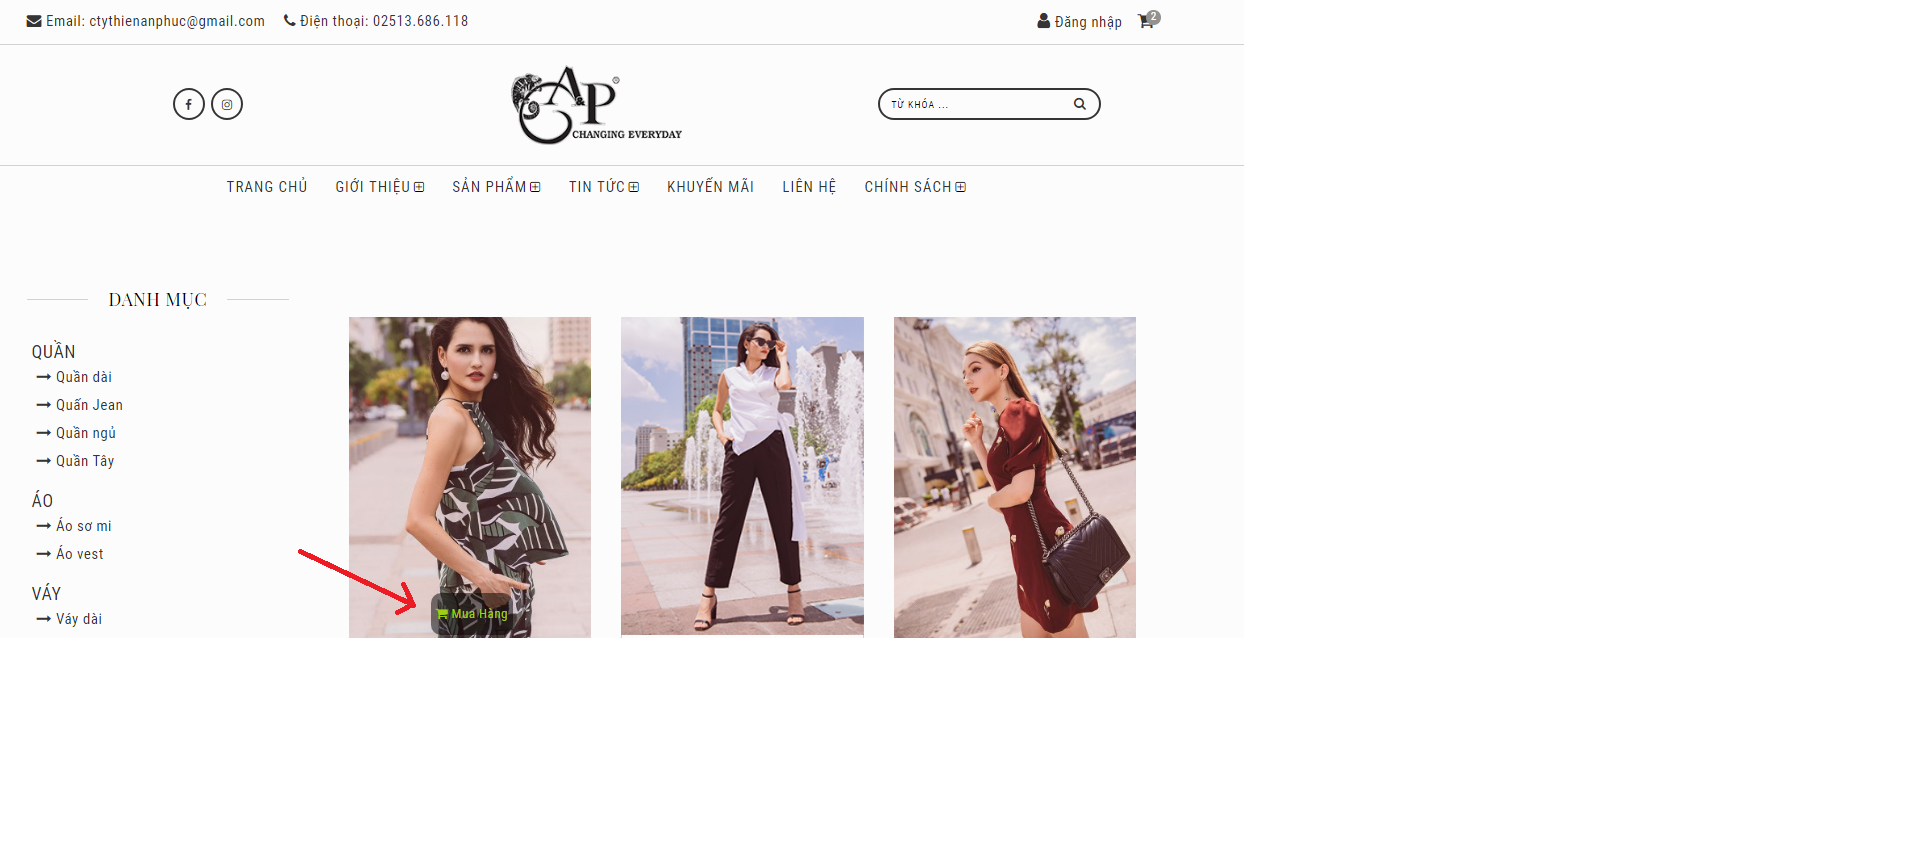 Email: ctythienanphuc@gmail.com Điện thoại: 02513.686.118 Đăng nhập 2
A&P ®
CHANGING EVERYDAY
TỪ KHÓA ...
TRANG CHỦ GIỚI THIỆU SẢN PHẨM TIN TỨC KHUYẾN MÃI LIÊN HỆ CHÍNH SÁCH
DANH MỤC
QUẦN
Quần dài
Quấn Jean
Quần ngủ
Quần Tây
ÁO
Áo sơ mi
Áo vest
VÁY
Váy dài
Mua Hàng